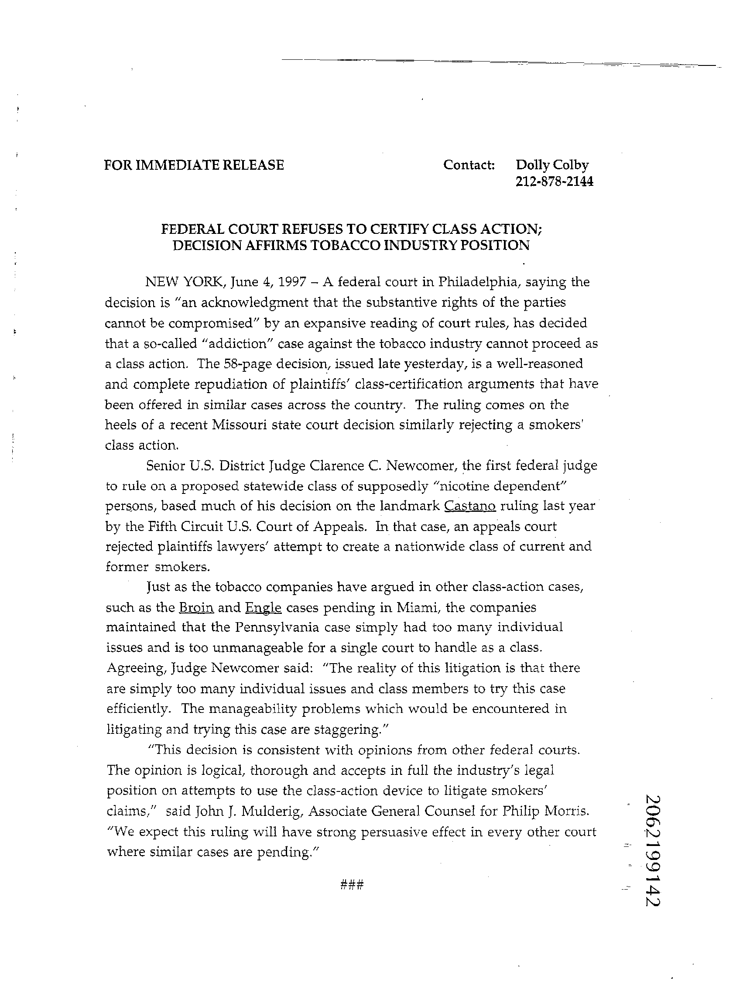 FOR IMMEDIATE RELEASE Contact: Dolly Colby
212-878-2144
FEDERAL COURT REFUSES TO CERTIFY CLASS ACTION;
DECISION AFFIRMS TOBACCO INDUSTRY POSITION
NEW YORK, June 4, 1997 – A federal court in Philadelphia, saying the
decision is "an acknowledgment that the substantive rights of the parties
cannot be compromised" by an expansive reading of court rules, has decided
that a so-called "addiction" case against the tobacco industry cannot proceed as
a class action. The 58-page decision, issued late yesterday, is a well-reasoned
and complete repudiation of plaintiffs' class-certification arguments that have
been offered in similar cases across the country. The ruling comes on the
heels of a recent Missouri state court decision similarly rejecting a smokers'
class action.
Senior U.S. District Judge Clarence C. Newcomer, the first federal judge
to rule on a proposed statewide class of supposedly "nicotine dependent"
persons, based much of his decision on the landmark Castano ruling last year
by the Fifth Circuit U.S. Court of Appeals. In that case, an appeals court
rejected plaintiffs lawyers' attempt to create a nationwide class of current and
former smokers.
Just as the tobacco companies have argued in other class-action cases,
such as the Broin and Engle cases pending in Miami, the companies
maintained that the Pennsylvania case simply had too many individual
issues and is too unmanageable for a single court to handle as a class.
Agreeing, Judge Newcomer said: "The reality of this litigation is that there
are simply too many individual issues and class members to try this case
efficiently. The manageability problems which would be encountered in
litigating and trying this case are staggering."
"This decision is consistent with opinions from other federal courts.
The opinion is logical, thorough and accepts in full the industry's legal
position on attempts to use the class-action device to litigate smokers'
claims," said John J. Mulderig, Associate General Counsel for Philip Morris.
"We expect this ruling will have strong persuasive effect in every other court
where similar cases are pending."
###
2062199142